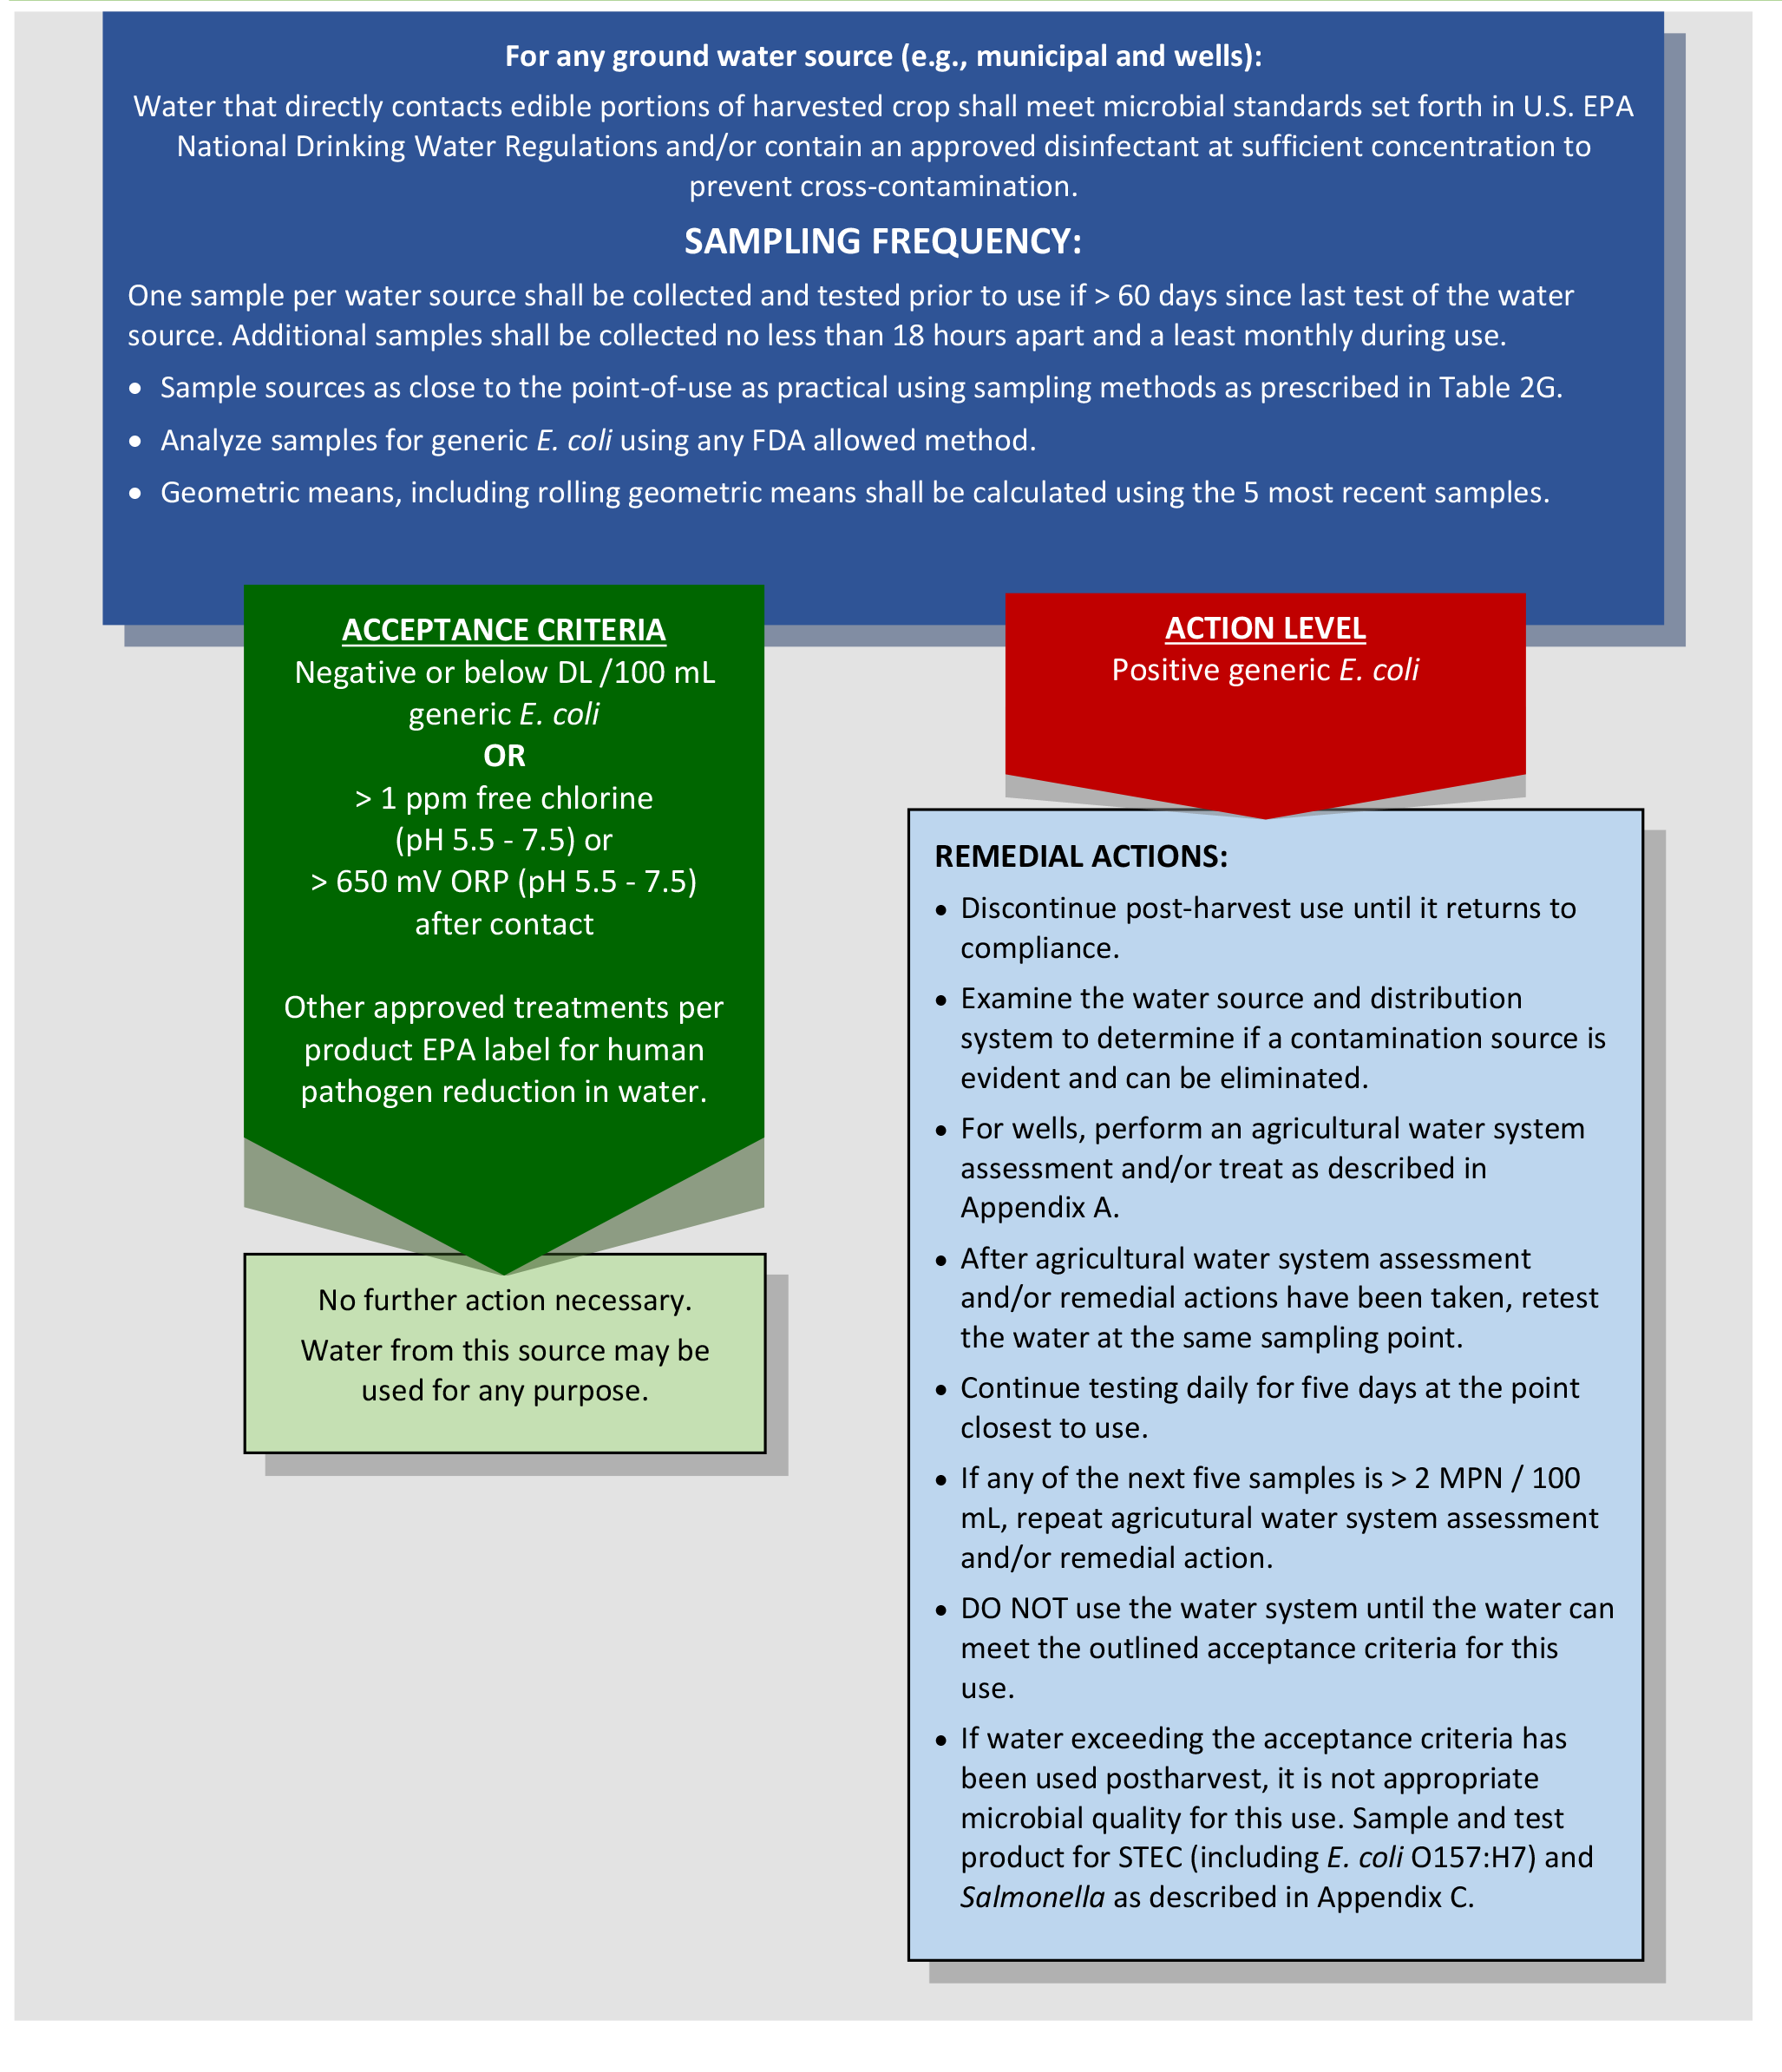 For any ground water source (e.g., municipal and wells):
Water that directly contacts edible portions of harvested crop shall meet microbial standards set forth in U.S. EPA
National Drinking Water Regulations and/or contain an approved disinfectant at sufficient concentration to
prevent cross-contamination.
SAMPLING FREQUENCY:
One sample per water source shall be collected and tested prior to use if > 60 days since last test of the water
source. Additional samples shall be collected no less than 18 hours apart and a least monthly during use.
• Sample sources as close to the point-of-use as practical using sampling methods as prescribed in Table 2G.
• Analyze samples for generic E. coli using any FDA allowed method.
• Geometric means, including rolling geometric means shall be calculated using the 5 most recent samples.
ACCEPTANCE CRITERIA
Negative or below DL /100 mL
generic E. coli
OR
> 1 ppm free chlorine
(pH 5.5 - 7.5) or
> 650 mV ORP (pH 5.5 - 7.5)
after contact
Other approved treatments per
product EPA label for human
pathogen reduction in water.
No further action necessary.
Water from this source may be
used for any purpose.
ACTION LEVEL
Positive generic E. coli
REMEDIAL ACTIONS:
• Discontinue post-harvest use until it returns to
compliance.
• Examine the water source and distribution
system to determine if a contamination source is
evident and can be eliminated.
• For wells, perform an agricultural water system
assessment and/or treat as described in
Appendix A.
• After agricultural water system assessment
and/or remedial actions have been taken, retest
the water at the same sampling point.
• Continue testing daily for five days at the point
closest to use.
• If any of the next five samples is > 2 MPN / 100
mL, repeat agricutural water system assessment
and/or remedial action.
• DO NOT use the water system until the water can
meet the outlined acceptance criteria for this
use.
• If water exceeding the acceptance criteria has
been used postharvest, it is not appropriate
microbial quality for this use. Sample and test
product for STEC (including E. coli O157:H7) and
Salmonella as described in Appendix C.